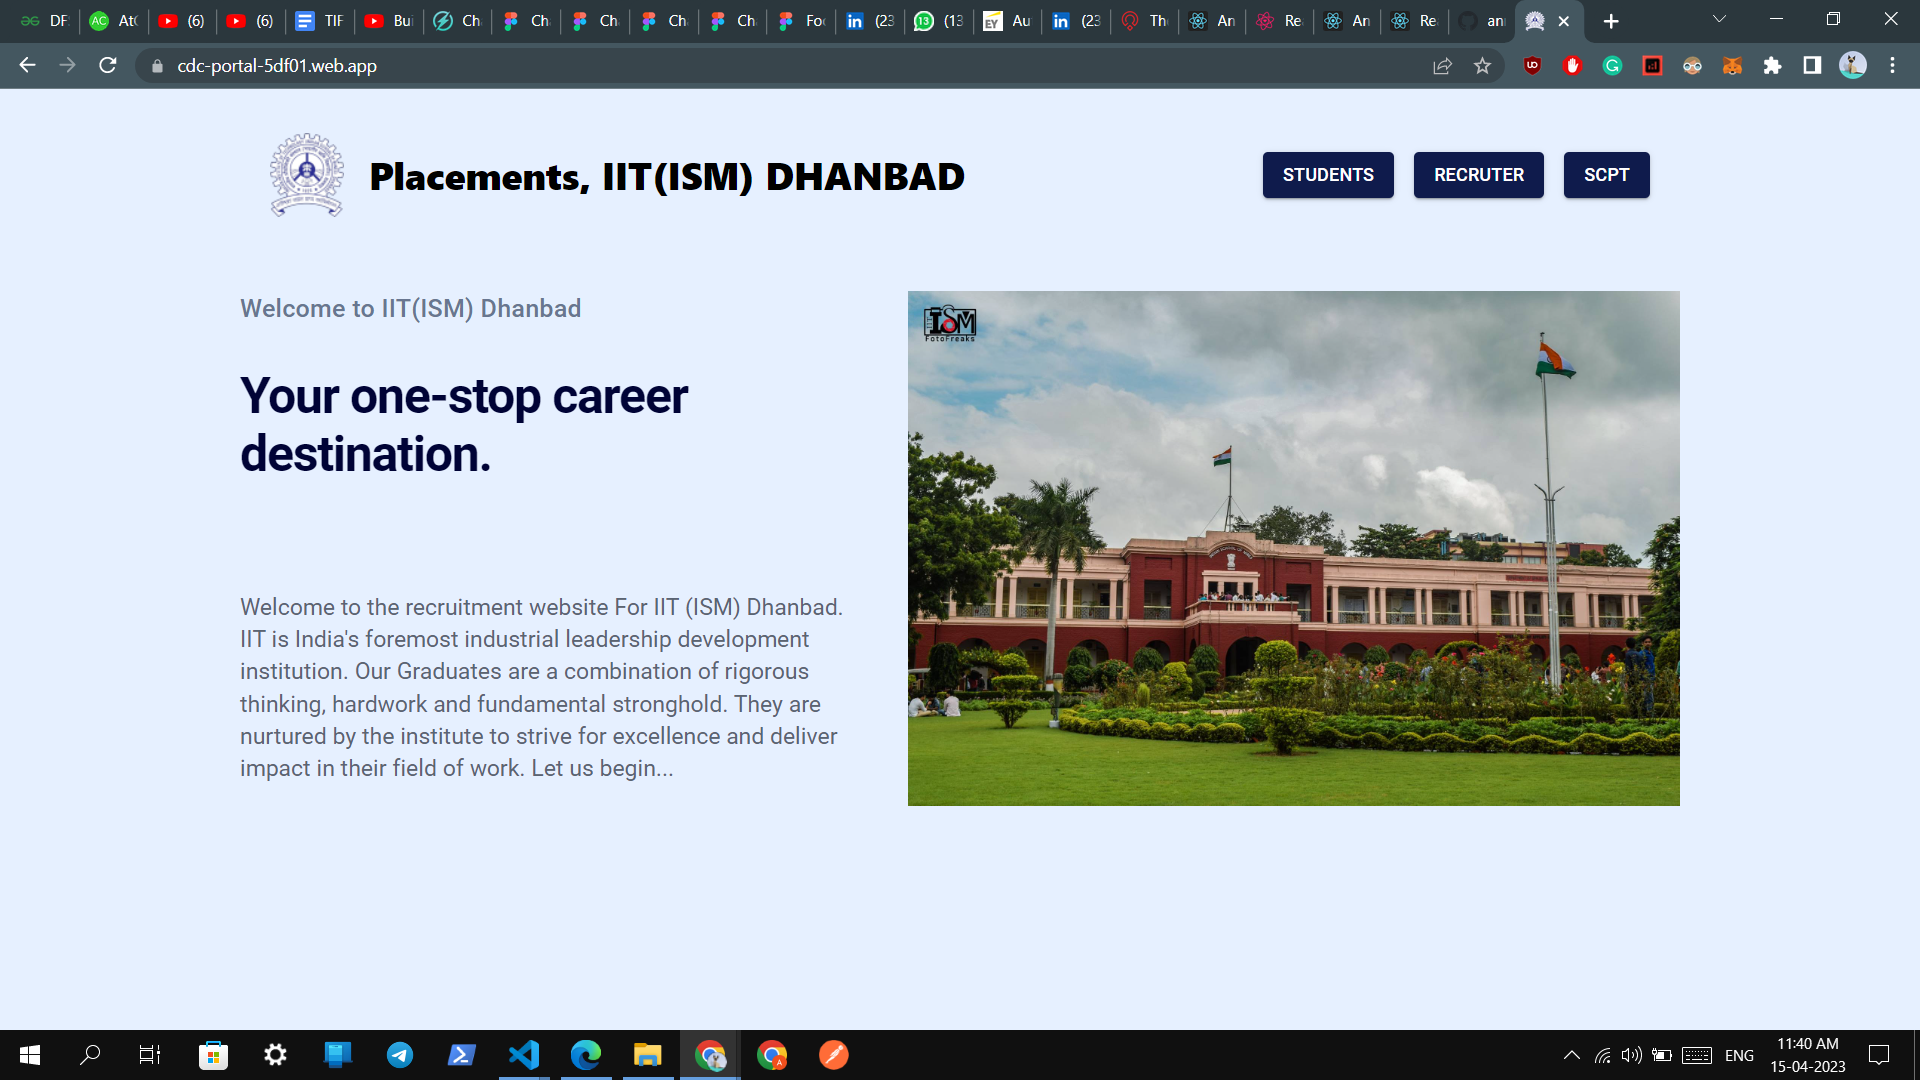 DF
AtC
(6)
(6)
TIF
Bui
Ch
Ch
Ch
Ch
Ch
Foo
(23
(13
Au
(23
Th
An
Re
An
Re
ani
cdc-portal-5df01.web.app
Placements, IIT(ISM) DHANBAD
STUDENTS
RECRUTER
SCPT
Welcome to IIT(ISM) Dhanbad
Your one-stop career
destination.
Welcome to the recruitment website For IIT (ISM) Dhanbad.
IIT is India's foremost industrial leadership development
institution. Our Graduates are a combination of rigorous
thinking, hardwork and fundamental stronghold. They are
nurtured by the institute to strive for excellence and deliver
impact in their field of work. Let us begin...
ISM
FotoFreaks
ENG
11:40 AM
15-04-2023